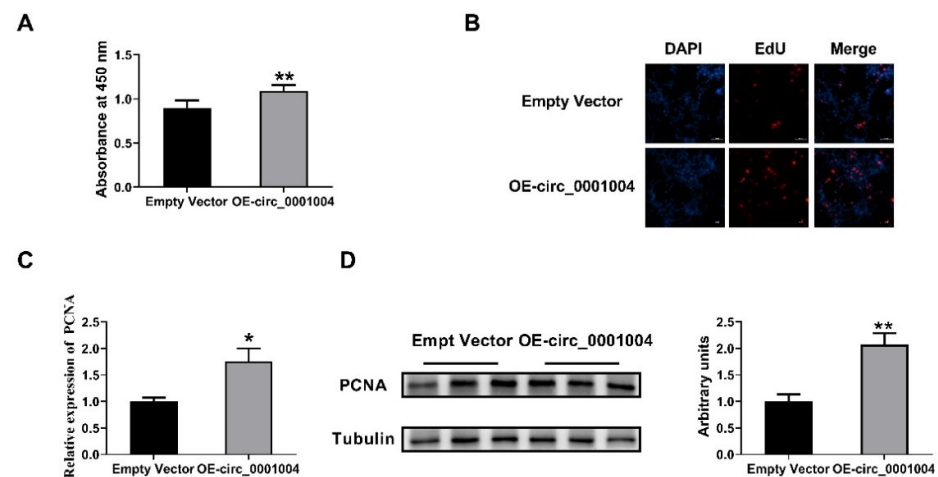 A
Absorbance at 450 nm
1.5
1.0
0.5
0.0
**
Empty Vector OE-circ_0001004
B
DAPI EdU Merge
Empty Vector
OE-circ_0001004
C
Relative expression of PCNA
2.5
2.0
1.5
1.0
0.5
0.0
*
Empty Vector OE-circ_0001004
D
Empt Vector OE-circ_0001004
PCNA
Tubulin
Arbitrary units
2.5
2.0
1.5
1.0
0.5
0.0
**
Empty Vector OE-circ_0001004